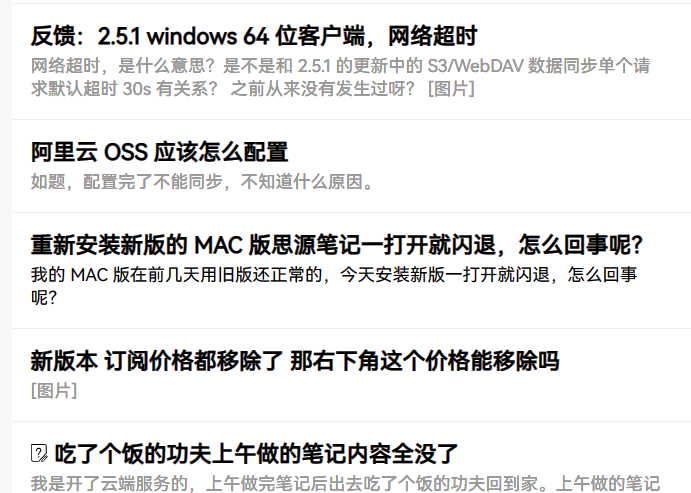 反馈：2.5.1 windows 64 位客户端，网络超时
网络超时，是什么意思？是不是和 2.5.1 的更新中的 S3/WebDAV 数据同步单个请
求默认超时 30s 有关系？ 之前从来没有发生过呀？ [图片]
阿里云 OSS 应该怎么配置
如题，配置完了不能同步，不知道什么原因。
重新安装新版的 MAC 版思源笔记一打开就闪退，怎么回事呢？
我的 MAC 版在前几天用旧版还正常的，今天安装新版一打开就闪退，怎么回事
呢？
新版本 订阅价格都移除了 那右下角这个价格能移除吗
[图片]
吃了个饭的功夫上午做的笔记内容全没了
我是开了云端服务的，上午做完笔记后出去吃了个饭的功夫回到家。上午做的笔记